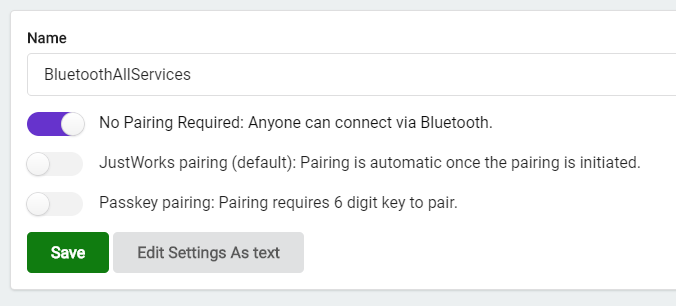 Name
BluetoothAllServices
No Pairing Required: Anyone can connect via Bluetooth.
JustWorks pairing (default): Pairing is automatic once the pairing is initiated.
Passkey pairing: Pairing requires 6 digit key to pair.
Save
Edit Settings As text